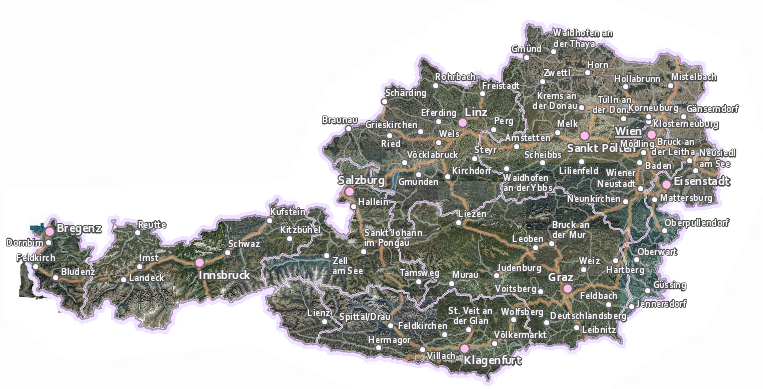 Waidhofen an
der Thaya
Gmünd
Zwettl
Horn
Rohrbach
Freistadt
Hollabrunn
Mistelbach
Schärding
Krems an
der Donau
Tulln an
der Don
Korneuburg
Gänserndorf
Braunau
Grieskirchen
Eferding
Linz
Perg
Melk
Wien
Klosterneuburg
Ried
Wels
Amstetten
Sankt Pölten
Mödling
Bruck an
der Leitha
Neusiedl
am See
Vöcklabruck
Steyr
Scheibbs
Lilienfeld
Baden
Gmunden
Kirchdorf
Waidhofen
an der Ybbs
Wiener
Neustadt
Eisenstadt
Salzburg
Hallein
Neunkirchen
Mattersburg
Kufstein
Liezen
Bregenz
Reutte
Kitzbühel
Sankt Johann
im Pongau
Bruck an
der Mur
Oberpullendorf
Dornbirn
Schwaz
Leoben
Feldkirch
Imst
Zell
am See
Oberwart
Bludenz
Landeck
Innsbruck
Tamsweg
Murau
Judenburg
Weiz
Hartberg
Voitsberg
Graz
Güssing
Feldbach
Jennersdorf
Lienz
Spittal/Drau
St. Veit an
der Glan
Wolfsberg
Deutschlandsberg
Feldkirchen
Leibnitz
Hermagor
Völkermarkt
Villach
Klagenfurt